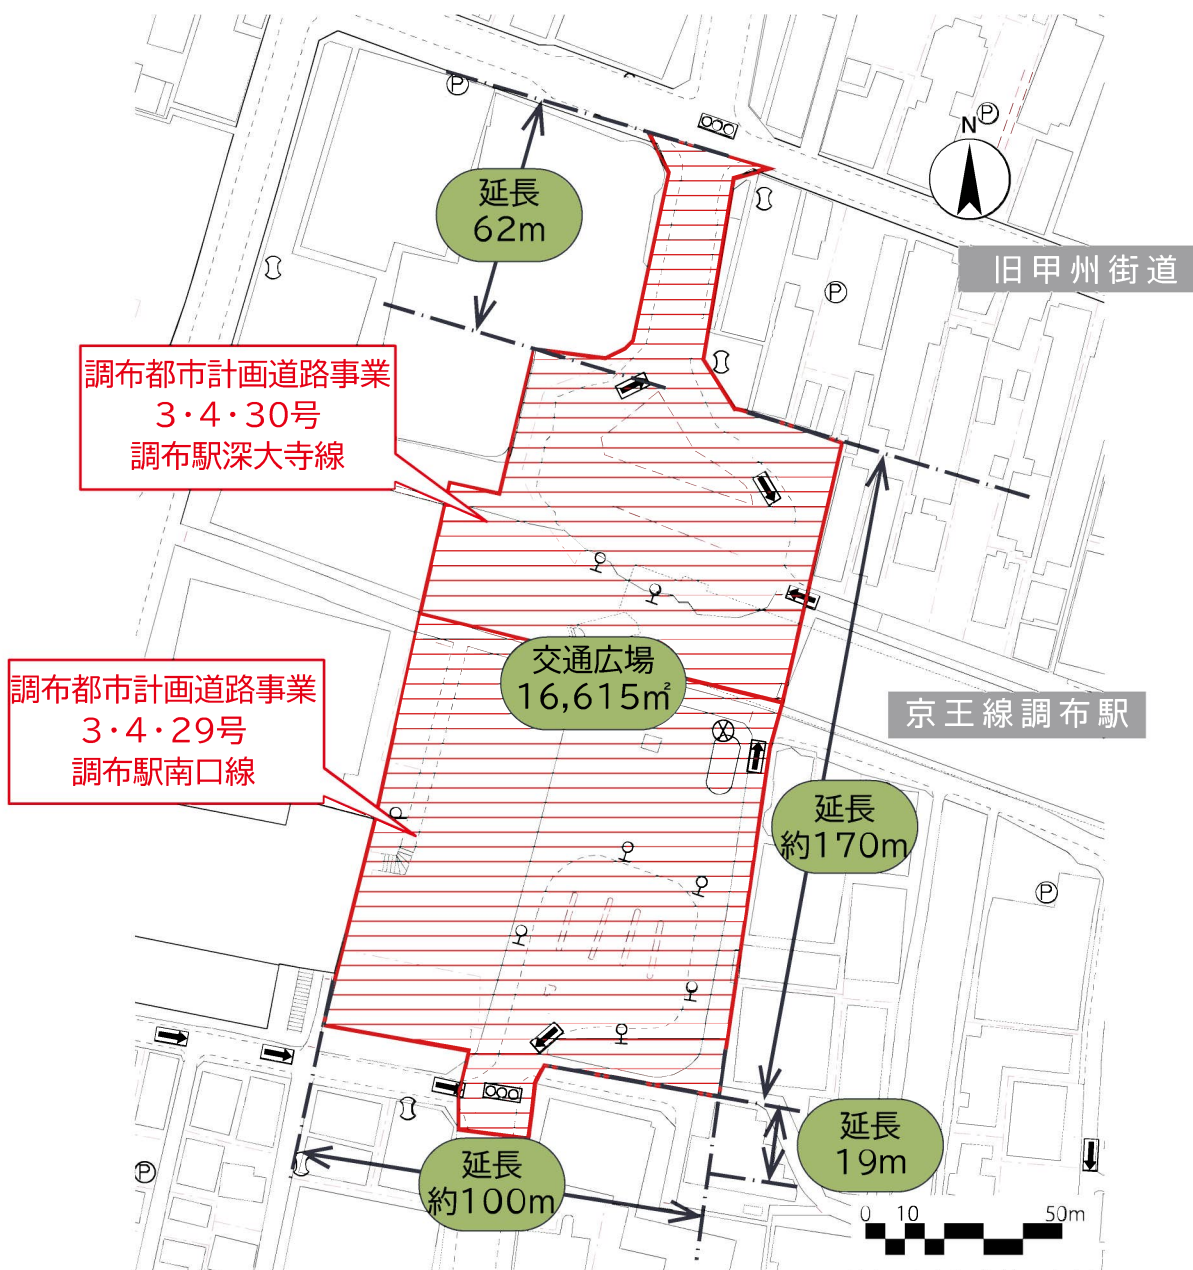 P
N
P
延長
62m
旧甲州街道
P
調布都市計画道路事業
3・4・30号
調布駅深大寺線
交通広場
16,615㎡
調布都市計画道路事業
3・4・29号
調布駅南口線
京王線調布駅
延長
約170m
P
延長
19m
P
延長
約100m
0 10 50m